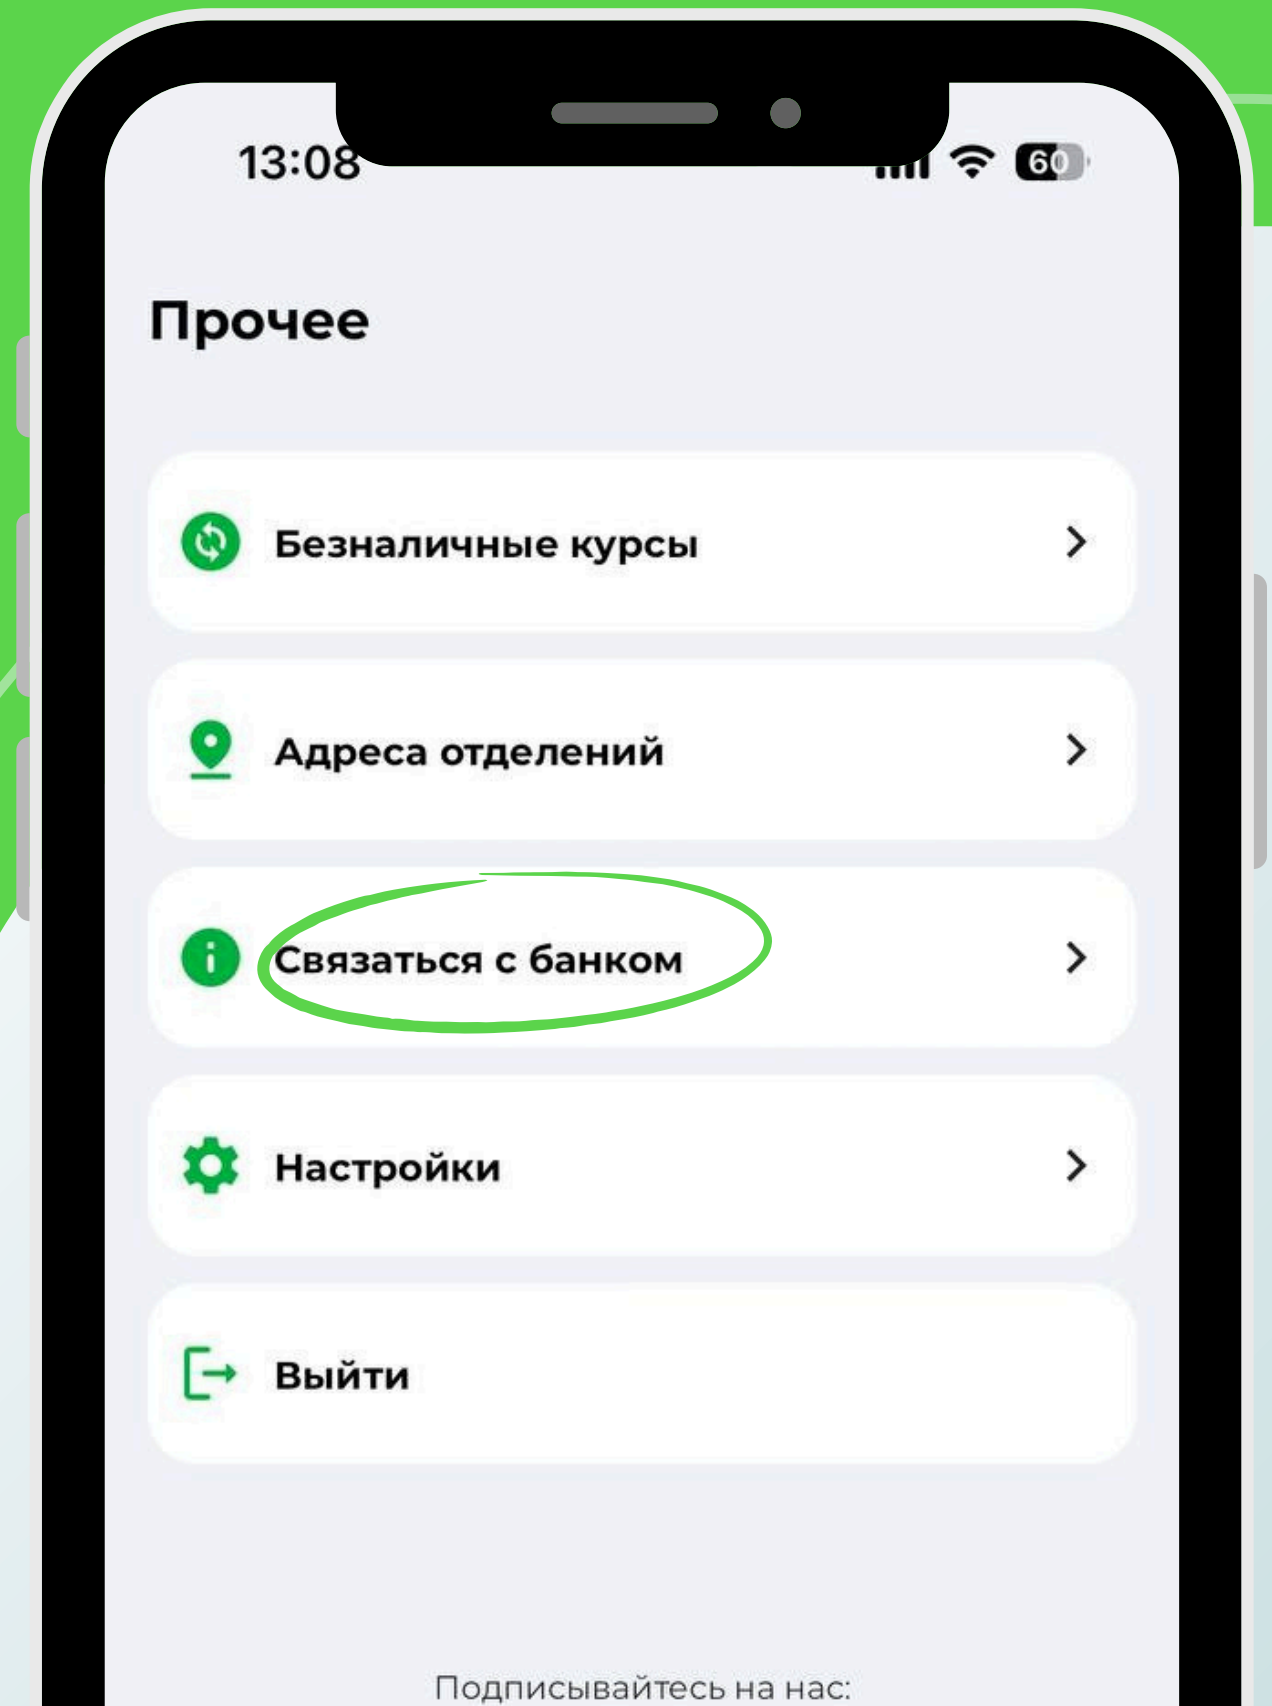 13:08
60
Прочее
Безналичные курсы
Адреса отделений
Связаться с банком
Настройки
Выйти
Подписывайтесь на нас: